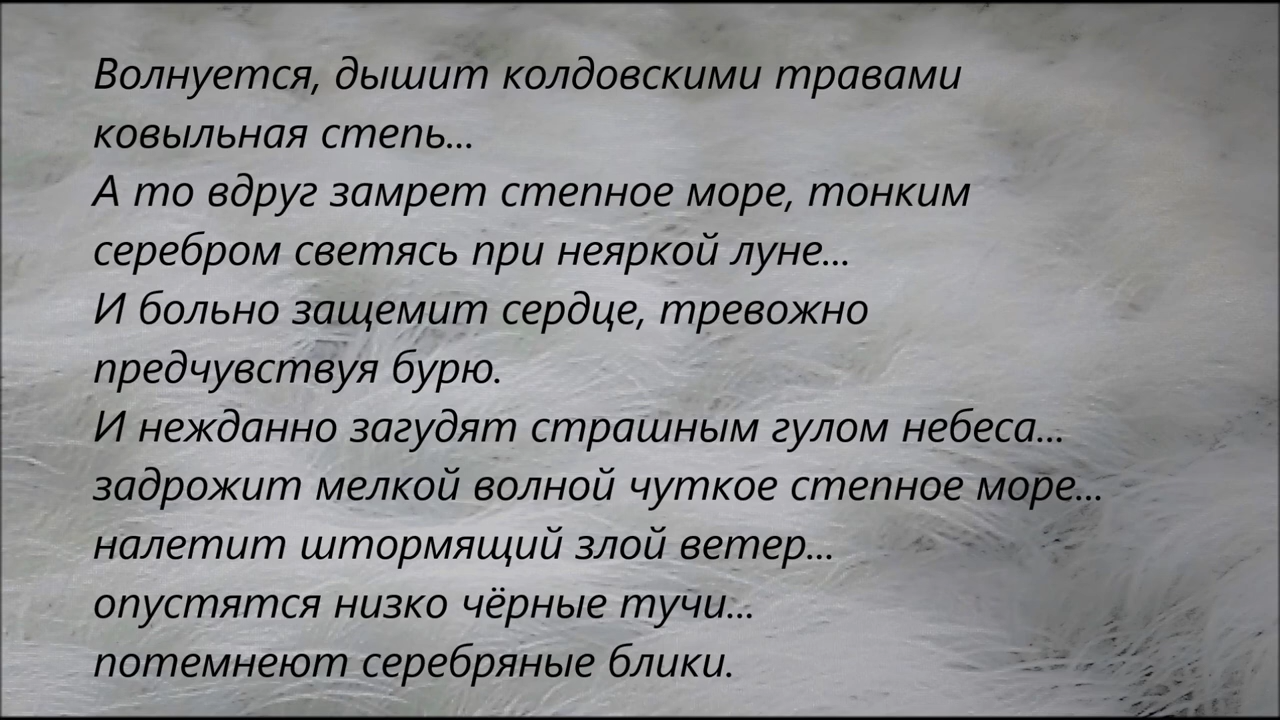 Волнуется, дышит колдовскими травами
ковыльная степь...
А то вдруг замрет степное море, тонким
серебром светясь при неяркой луне...
И больно защемит сердце, тревожно
предчувствуя бурю.
И нежданно загудят страшным гулом небеса...
задрожит мелкой волной чуткое степное море...
налетит штормящий злой ветер...
опустятся низко чёрные тучи...
потемнеют серебряные блики.